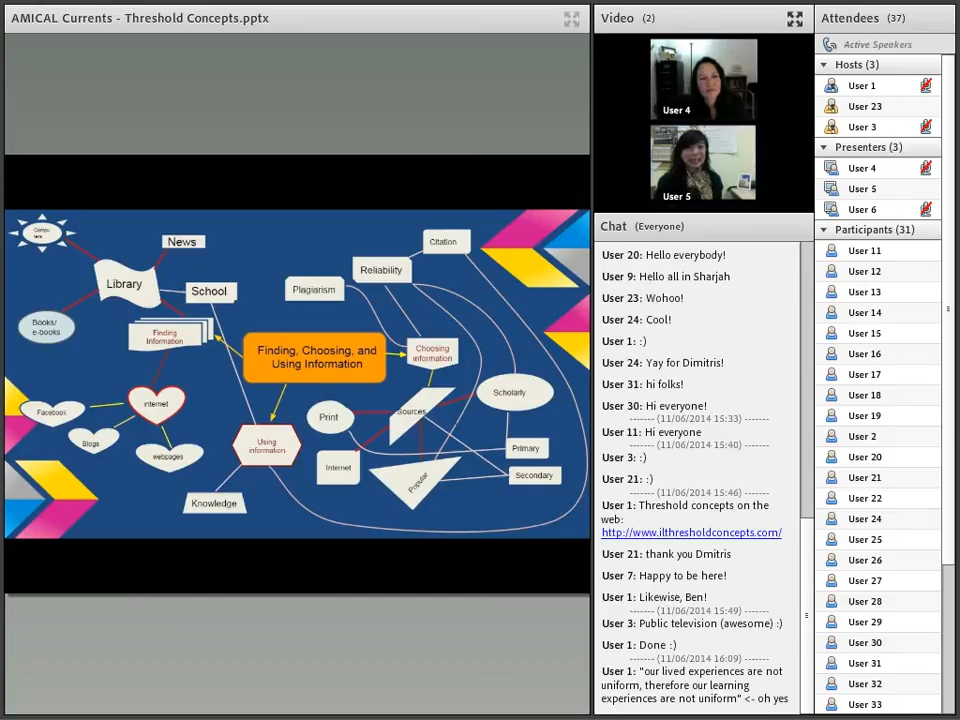 AMICAL Currents - Threshold Concepts.pptx
Compu
ters
News
Library
School
Books/
e-books
Finding
Information
Finding, Choosing, and
Using Information
Internet
Facebook
Blogs
webpages
Using
information
Knowledge
Citation
Reliability
Plagiarism
Choosing
information
Scholarly
Sources
Print
Internet
Popular
Primary
Secondary
Video (2)
User 4
User 5
Chat (Everyone)
User 20: Hello everybody!
User 9: Hello all in Sharjah
User 23: Wohoo!
User 24: Cool!
User 1: :)
User 24: Yay for Dimitris!
User 31: hi folks!
User 30: Hi everyone!
------- (11/06/2014 15:33) -------
User 11: Hi everyone
------- (11/06/2014 15:40) -------
User 3: :)
User 21: :)
------- (11/06/2014 15:46) -------
User 1: Threshold concepts on the
web:
http://www.ilthresholdconcepts.com/
User 21: thank you Dmitris
User 7: Happy to be here!
User 1: Likewise, Ben!
------- (11/06/2014 15:49) -------
User 3: Public television (awesome) :)
User 1: Done :)
------- (11/06/2014 16:09) -------
User 1: "our lived experiences are not
uniform, therefore our learning
experiences are not uniform" <- oh yes
Attendees (37)
Active Speakers
Hosts (3)
User 1
User 23
User 3
Presenters (3)
User 4
User 5
User 6
Participants (31)
User 11
User 12
User 13
User 14
User 15
User 16
User 17
User 18
User 19
User 2
User 20
User 21
User 22
User 24
User 25
User 26
User 27
User 28
User 29
User 30
User 31
User 32
User 33